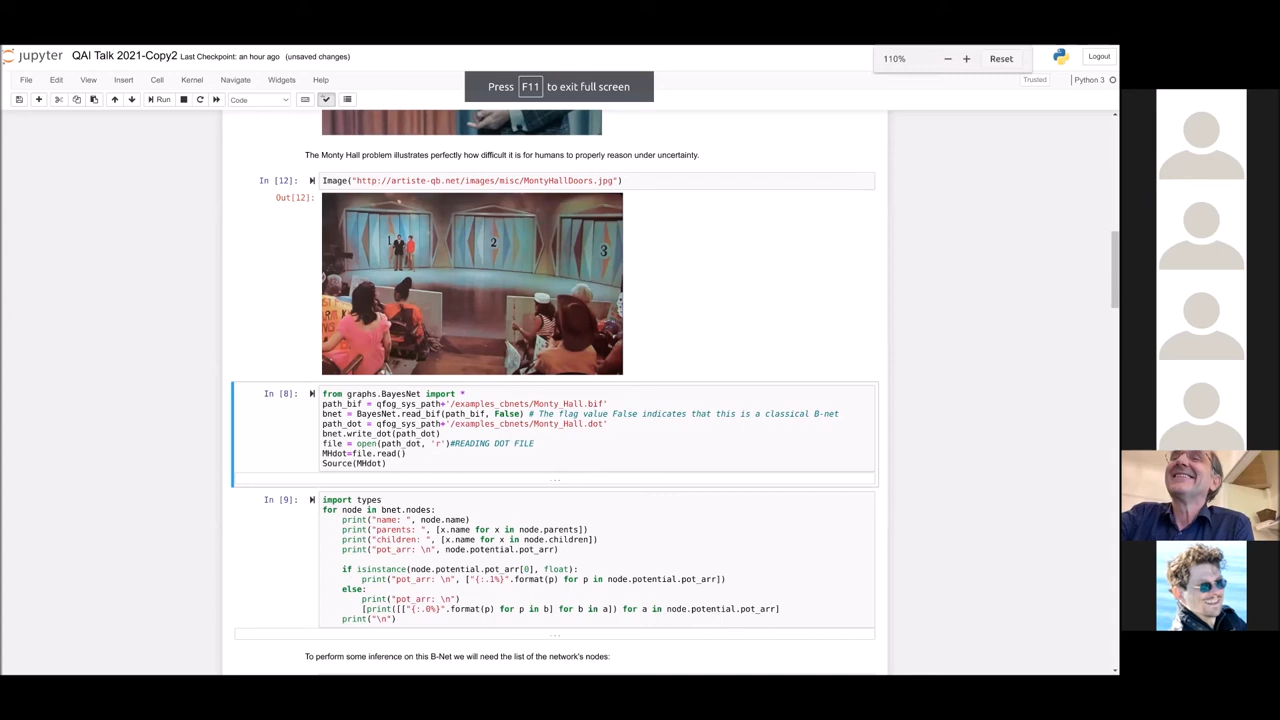 jupyter QAI Talk 2021-Copy2 Last Checkpoint: an hour ago (unsaved changes)
110% Reset
Logout
File Edit View Insert Cell Kernel Navigate Widgets Help
Press F11 to exit full screen
Trusted Python 3
Run Code
The Monty Hall problem illustrates perfectly how difficult it is for humans to properly reason under uncertainty.
In [12]: Image("http://artiste-qb.net/images/misc/MontyHallDoors.jpg")
Out[12]:
1 2 3
In [8]: from graphs.BayesNet import *
path_bif = qfog_sys_path+'/examples_cbnets/Monty_Hall.bif'
bnet = BayesNet.read_bif(path_bif, False) # The flag value False indicates that this is a classical B-net
path_dot = qfog_sys_path+'/examples_cbnets/Monty_Hall.dot'
bnet.write_dot(path_dot)
file = open(path_dot, 'r')#READING DOT FILE
MHdot=file.read()
Source(MHdot)
...
In [9]: import types
for node in bnet.nodes:
print("name: ", node.name)
print("parents: ", [x.name for x in node.parents])
print("children: ", [x.name for x in node.children])
print("pot_arr: \n", node.potential.pot_arr)
if isinstance(node.potential.pot_arr[0], float):
print("pot_arr: \n", ["{:.1%}".format(p) for p in node.potential.pot_arr])
else:
print("pot_arr: \n")
[print([["{:.0%}".format(p) for p in b] for b in a]) for a in node.potential.pot_arr]
print("\n")
...
To perform some inference on this B-Net we will need the list of the network's nodes: